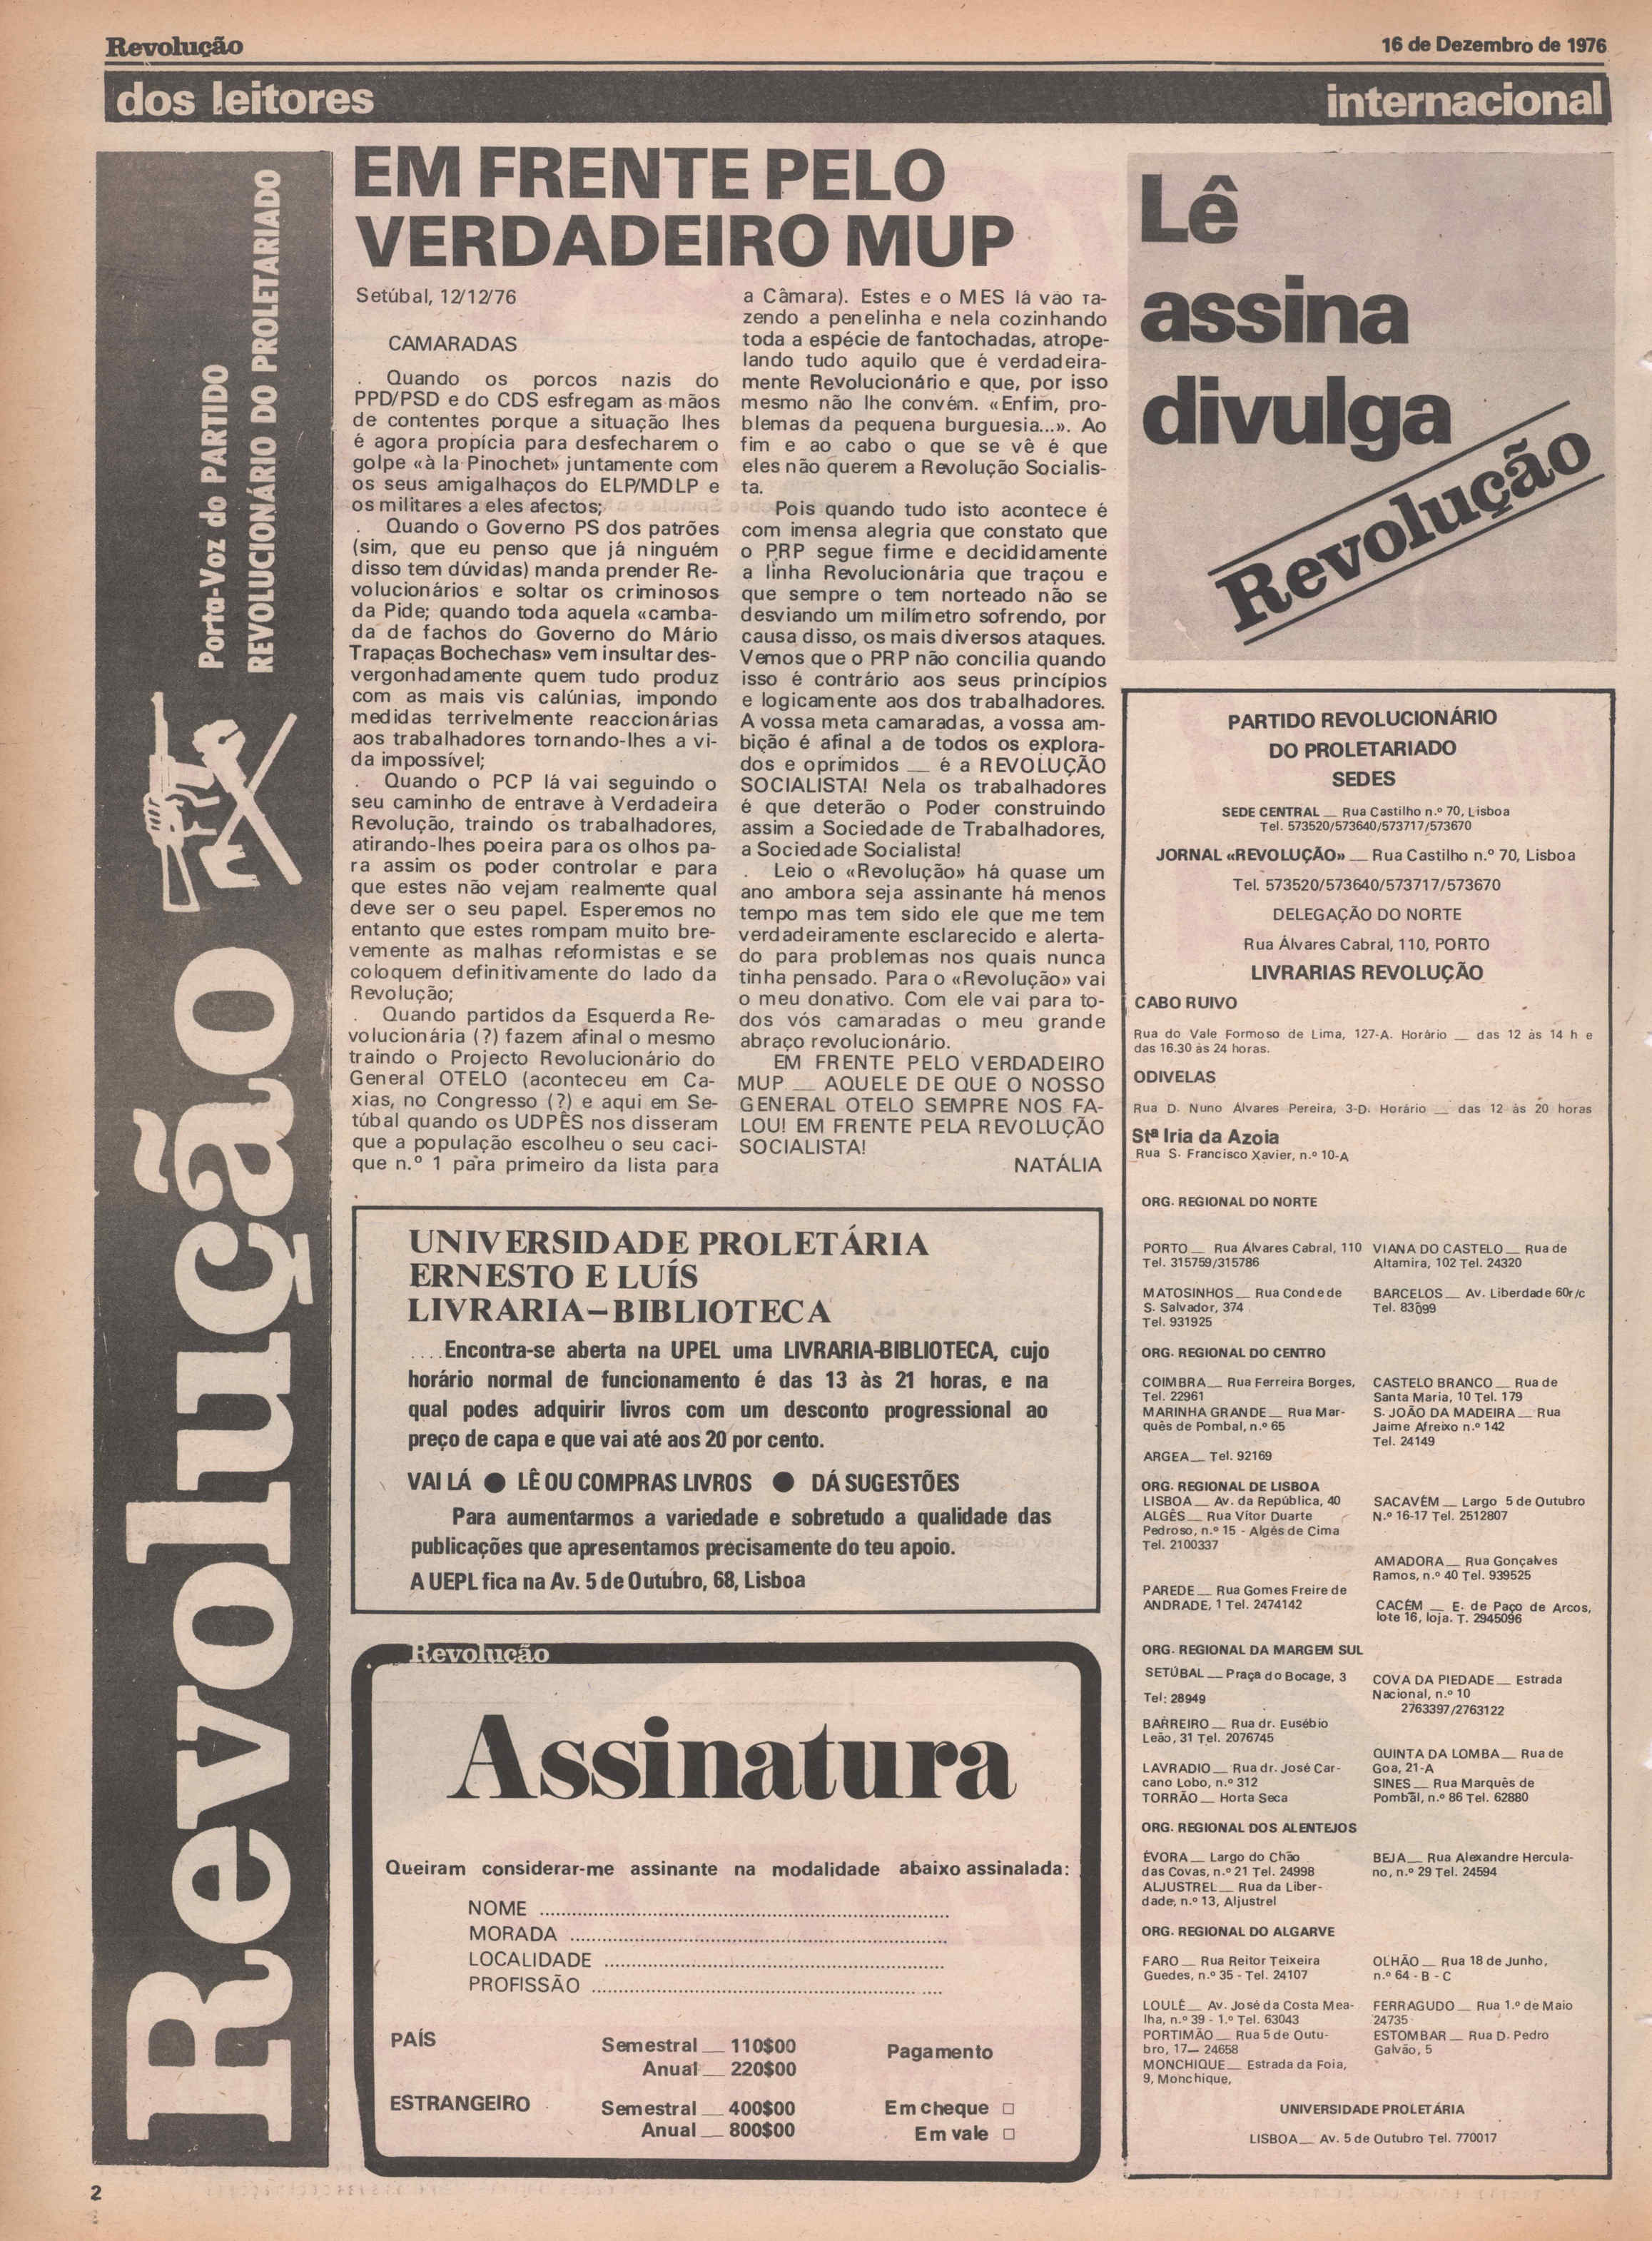 Revolução
16 de Dezembro de 1976
dos leitores
internacional
Porta-Voz do PARTIDO
REVOLUCIONÁRIO DO PROLETARIADO
Revolução
EM FRENTE PELO
VERDADEIRO MUP
Setúbal, 12/12/76
CAMARADAS
. Quando os porcos nazis do
PPD/PSD e do CDS esfregam as mãos
de contentes porque a situação lhes
é agora propícia para desfecharem o
golpe «à la Pinochet» juntamente com
os seus amigalhaços do ELP/MDLP e
os militares a eles afectos;
. Quando o Governo PS dos patrões
(sim, que eu penso que já ninguém
disso tem dúvidas) manda prender Re-
volucionários e soltar os criminosos
da Pide; quando toda aquela «camba-
da de fachos do Governo do Mário
Trapaças Bochechas» vem insultar des-
vergonhadamente quem tudo produz
com as mais vis calúnias, impondo
medidas terrivelmente reaccionárias
aos trabalhadores tornando-lhes a vi-
da impossível;
. Quando o PCP lá vai seguindo o
seu caminho de entrave à Verdadeira
Revolução, traindo os trabalhadores,
atirando-lhes poeira para os olhos pa-
ra assim os poder controlar e para
que estes não vejam realmente qual
deve ser o seu papel. Esperemos no
entanto que estes rompam muito bre-
vemente as malhas reformistas e se
coloquem definitivamente do lado da
Revolução;
. Quando partidos da Esquerda Re-
volucionária (?) fazem afinal o mesmo
traindo o Projecto Revolucionário do
General OTELO (aconteceu em Ca-
xias, no Congresso (?) e aqui em Se-
túbal quando os UDPÊS nos disseram
que a população escolheu o seu caci-
que n.º 1 para primeiro da lista para
a Câmara). Estes e o MES lá vão fa-
zendo a penelinha e nela cozinhando
toda a espécie de fantochadas, atrope-
lando tudo aquilo que é verdadeira-
mente Revolucionário e que, por isso
mesmo não lhe convém. «Enfim, pro-
blemas da pequena burguesia...». Ao
fim e ao cabo o que se vê é que
eles não querem a Revolução Socialis-
ta.
Pois quando tudo isto acontece é
com imensa alegria que constato que
o PRP segue firme e decididamente
a linha Revolucionária que traçou e
que sempre o tem norteado não se
desviando um milímetro sofrendo, por
causa disso, os mais diversos ataques.
Vemos que o PRP não concilia quando
isso é contrário aos seus princípios
e logicamente aos dos trabalhadores.
A vossa meta camaradas, a vossa am-
bição é afinal a de todos os explora-
dos e oprimidos — é a REVOLUÇÃO
SOCIALISTA! Nela os trabalhadores
é que deterão o Poder construindo
assim a Sociedade de Trabalhadores,
a Sociedade Socialista!
. Leio o «Revolução» há quase um
ano ambora seja assinante há menos
tempo mas tem sido ele que me tem
verdadeiramente esclarecido e alerta-
do para problemas nos quais nunca
tinha pensado. Para o «Revolução» vai
o meu donativo. Com ele vai para to-
dos vós camaradas o meu grande
abraço revolucionário.
EM FRENTE PELO VERDADEIRO
MUP — AQUELE DE QUE O NOSSO
GENERAL OTELO SEMPRE NOS FA-
LOU! EM FRENTE PELA REVOLUÇÃO
SOCIALISTA!
NATÁLIA
UNIVERSIDADE PROLETÁRIA
ERNESTO E LUÍS
LIVRARIA–BIBLIOTECA
....Encontra-se aberta na UPEL uma LIVRARIA-BIBLIOTECA, cujo
horário normal de funcionamento é das 13 às 21 horas, e na
qual podes adquirir livros com um desconto progressional ao
preço de capa e que vai até aos 20 por cento.
VAI LÁ ● LÊ OU COMPRAS LIVROS ● DÁ SUGESTÕES
Para aumentarmos a variedade e sobretudo a qualidade das
publicações que apresentamos precisamente do teu apoio.
A UEPL fica na Av. 5 de Outubro, 68, Lisboa
Revolução
Assinatura
Queiram considerar-me assinante na modalidade abaixo assinalada:
NOME ................
MORADA ................
LOCALIDADE ................
PROFISSÃO ................
PAÍS Semestral — 110$00 Pagamento
Anual — 220$00
ESTRANGEIRO Semestral — 400$00 Em cheque □
Anual — 800$00 Em vale □
Lê
assina
divulga
Revolução
PARTIDO REVOLUCIONÁRIO
DO PROLETARIADO
SEDES
SEDE CENTRAL — Rua Castilho n.º 70, Lisboa
Tel. 573520/573640/573717/573670
JORNAL «REVOLUÇÃO» — Rua Castilho n.º 70, Lisboa
Tel. 573520/573640/573717/573670
DELEGAÇÃO DO NORTE
Rua Álvares Cabral, 110, PORTO
LIVRARIAS REVOLUÇÃO
CABO RUIVO
Rua do Vale Formoso de Lima, 127-A. Horário — das 12 às 14 h e
das 16.30 às 24 horas.
ODIVELAS
Rua D. Nuno Álvares Pereira, 3-D. Horário — das 12 às 20 horas
Stª Iria da Azoia
Rua S. Francisco Xavier, n.º 10-A
ORG. REGIONAL DO NORTE
PORTO — Rua Álvares Cabral, 110
Tel. 315759/315786
MATOSINHOS — Rua Conde de
S. Salvador, 374
Tel. 931925
VIANA DO CASTELO — Rua de
Altamira, 102 Tel. 24320
BARCELOS — Av. Liberdade 60r/c
Tel. 83099
ORG. REGIONAL DO CENTRO
COIMBRA — Rua Ferreira Borges,
Tel. 22961
MARINHA GRANDE — Rua Mar-
quês de Pombal, n.º 65
ARGEA — Tel. 92169
CASTELO BRANCO — Rua de
Santa Maria, 10 Tel. 179
S. JOÃO DA MADEIRA — Rua
Jaime Afreixo n.º 142
Tel. 24149
ORG. REGIONAL DE LISBOA
LISBOA — Av. da República, 40
ALGÉS — Rua Vitor Duarte
Pedroso, n.º 15 - Algés de Cima
Tel. 2100337
PAREDE — Rua Gomes Freire de
ANDRADE, 1 Tel. 2474142
SACAVÉM — Largo 5 de Outubro
N.º 16-17 Tel. 2512807
AMADORA — Rua Gonçalves
Ramos, n.º 40 Tel. 939525
CACÉM — E. de Paço de Arcos,
lote 16, loja. T. 2945096
ORG. REGIONAL DA MARGEM SUL
SETÚBAL — Praça do Bocage, 3
Tel: 28949
BARREIRO — Rua dr. Eusébio
Leão, 31 Tel. 2076745
LAVRADIO — Rua dr. José Car-
cano Lobo, n.º 312
TORRÃO — Horta Seca
COVA DA PIEDADE — Estrada
Nacional, n.º 10
2763397/2763122
QUINTA DA LOMBA — Rua de
Goa, 21-A
SINES — Rua Marquês de
Pombal, n.º 86 Tel. 62880
ORG. REGIONAL DOS ALENTEJOS
ÉVORA — Largo do Chão
das Covas, n.º 21 Tel. 24998
ALJUSTREL — Rua da Liber-
dade, n.º 13, Aljustrel
BEJA — Rua Alexandre Hercula-
no, n.º 29 Tel. 24594
ORG. REGIONAL DO ALGARVE
FARO — Rua Reitor Teixeira
Guedes, n.º 35 - Tel. 24107
LOULÉ — Av. José da Costa Mea-
lha, n.º 39 - 1.º Tel. 63043
PORTIMÃO — Rua 5 de Outu-
bro, 17— 24658
MONCHIQUE — Estrada da Foia,
9, Monchique,
OLHÃO — Rua 18 de Junho,
n.º 64 - B - C
FERRAGUDO — Rua 1.º de Maio
24735
ESTOMBAR — Rua D. Pedro
Galvão, 5
UNIVERSIDADE PROLETÁRIA
LISBOA — Av. 5 de Outubro Tel. 770017
2